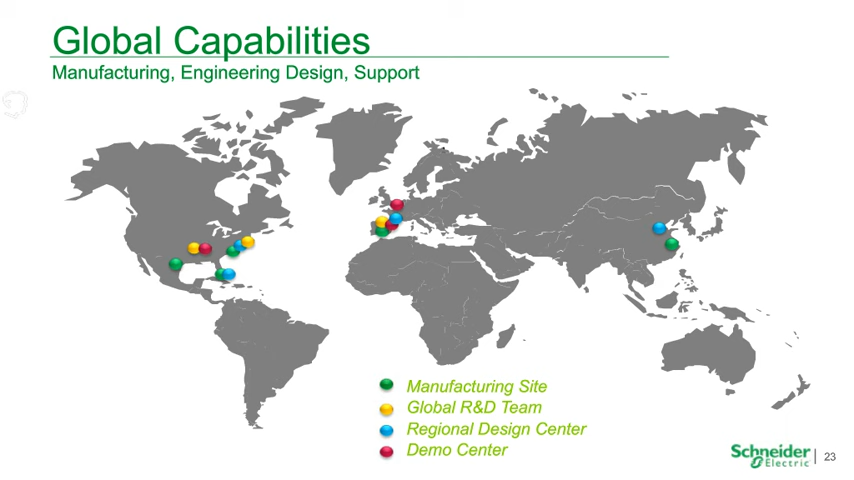 Global Capabilities
Manufacturing, Engineering Design, Support
Manufacturing Site
Global R&D Team
Regional Design Center
Demo Center
Schneider
Electric
23